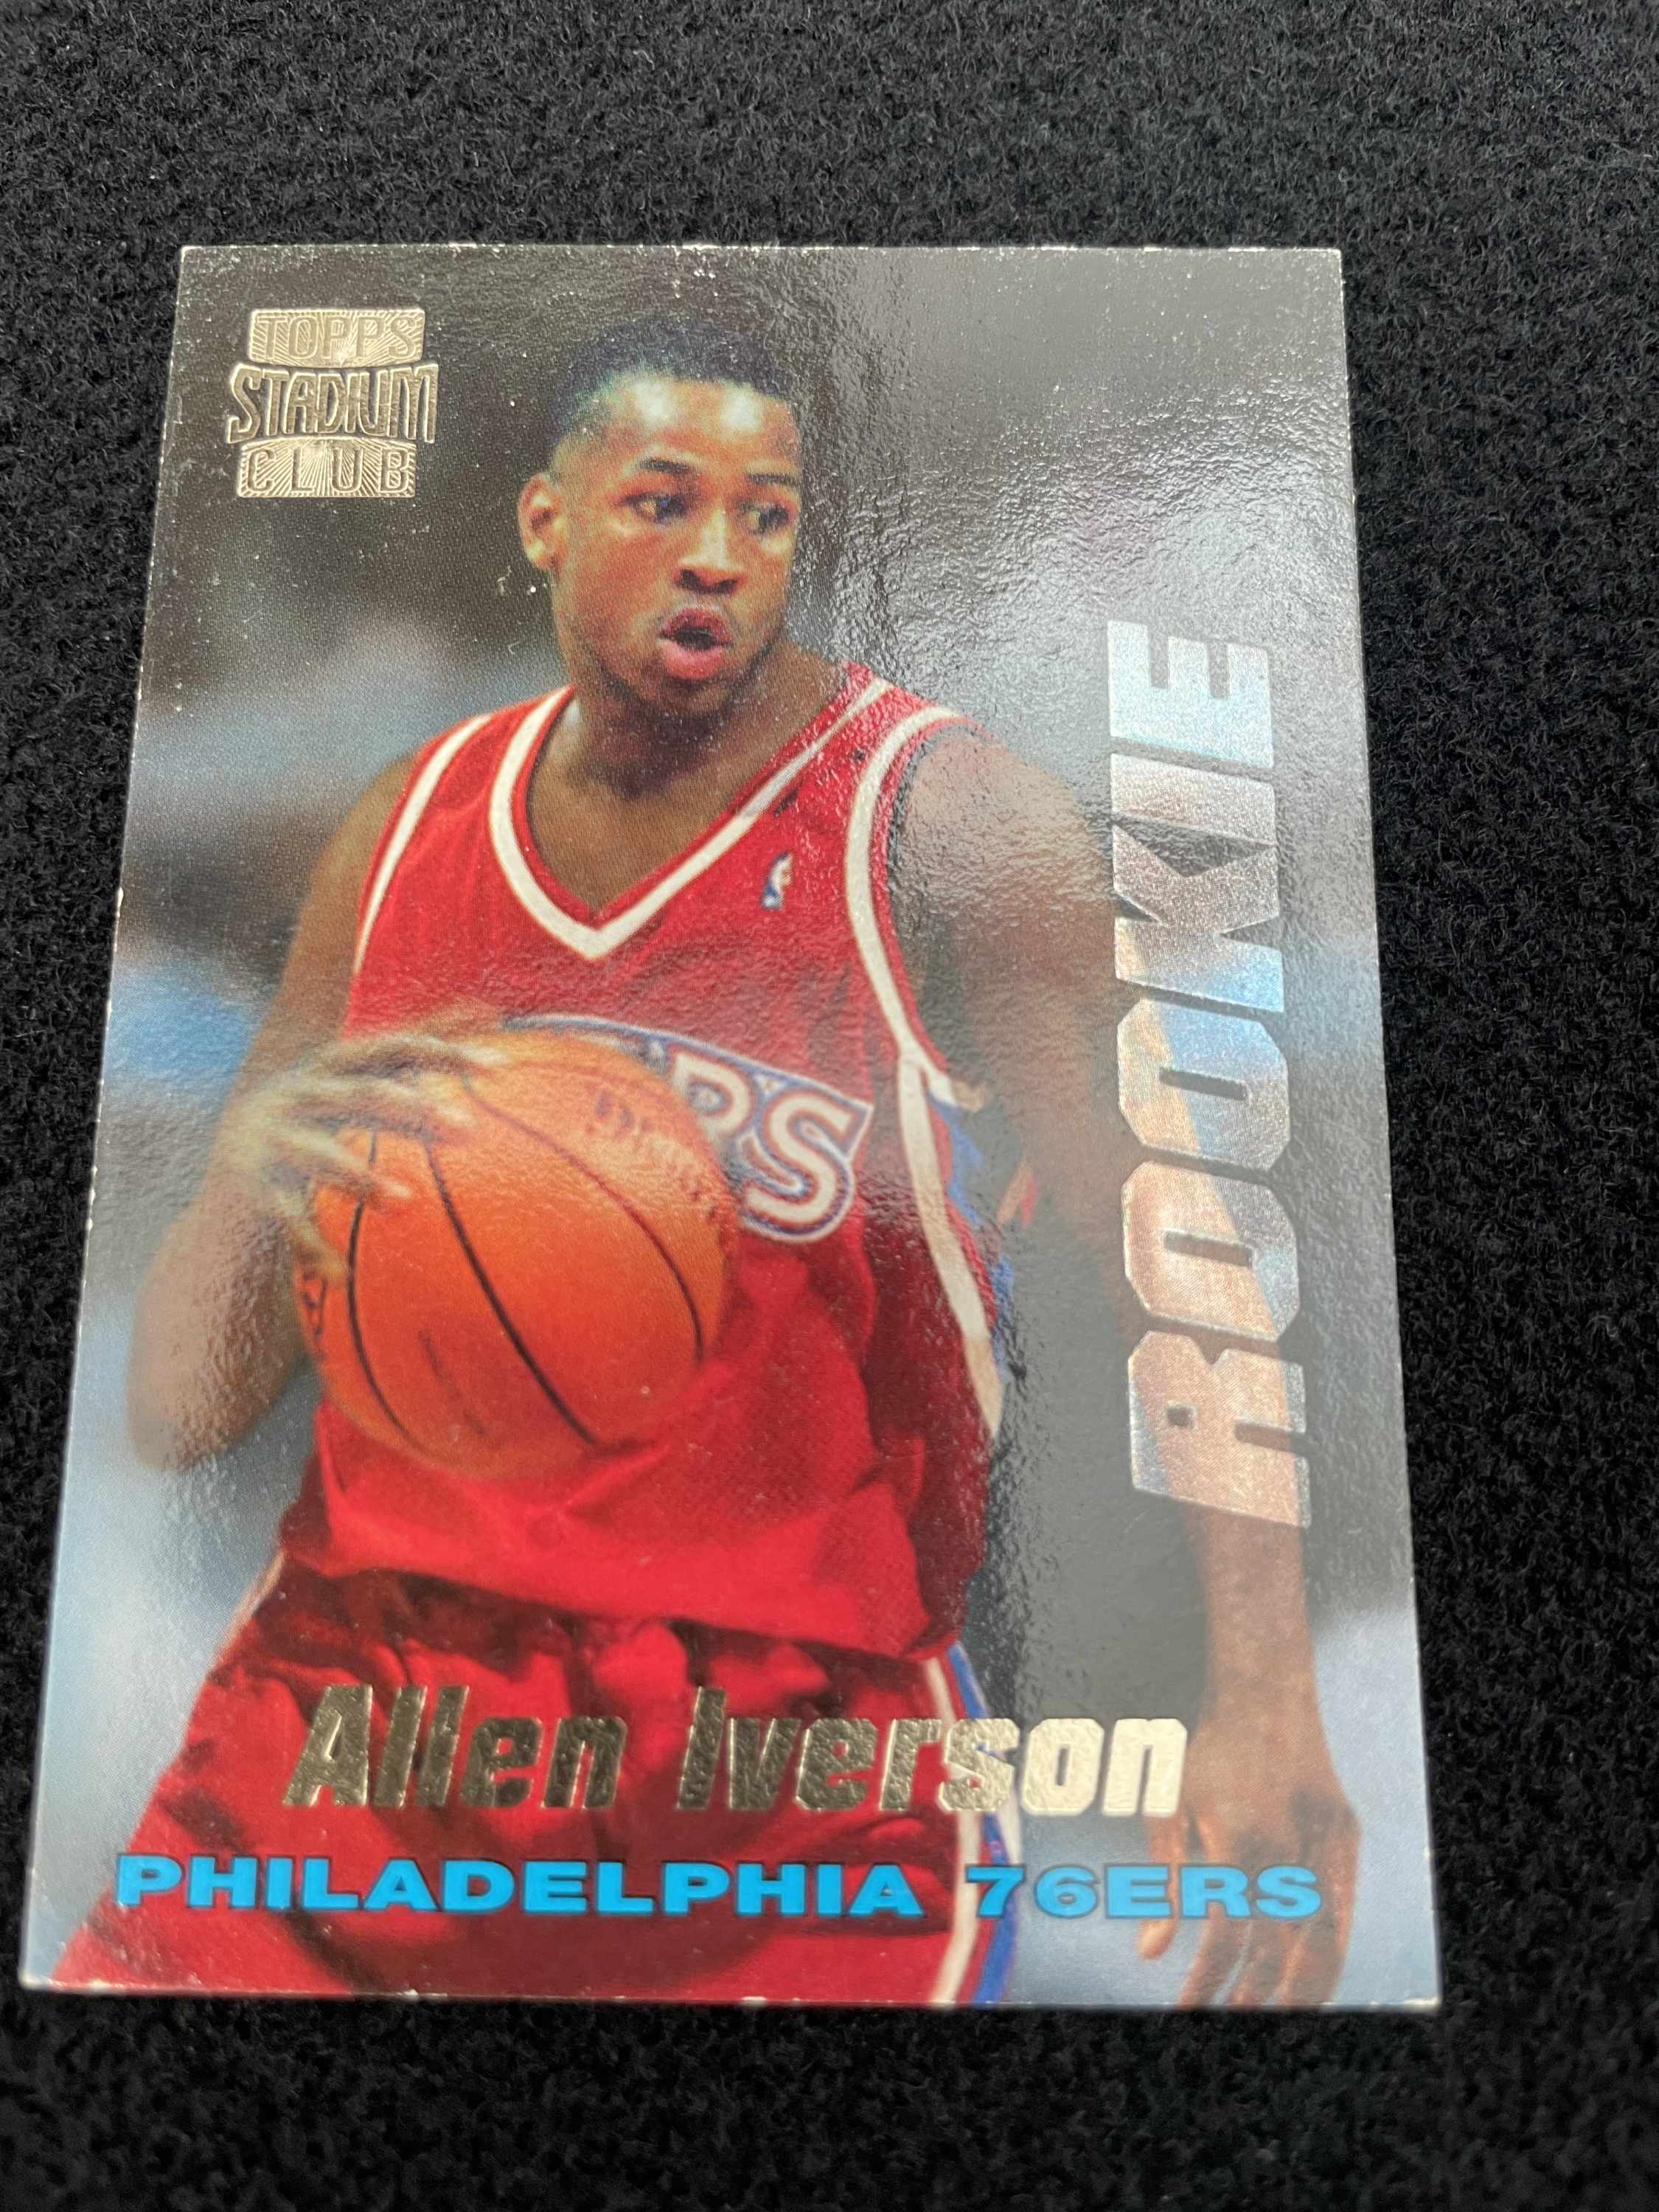 TOPPS
STADIUM
CLUB
ROOKIE
Allen Iverson
PHILADELPHIA 76ERS